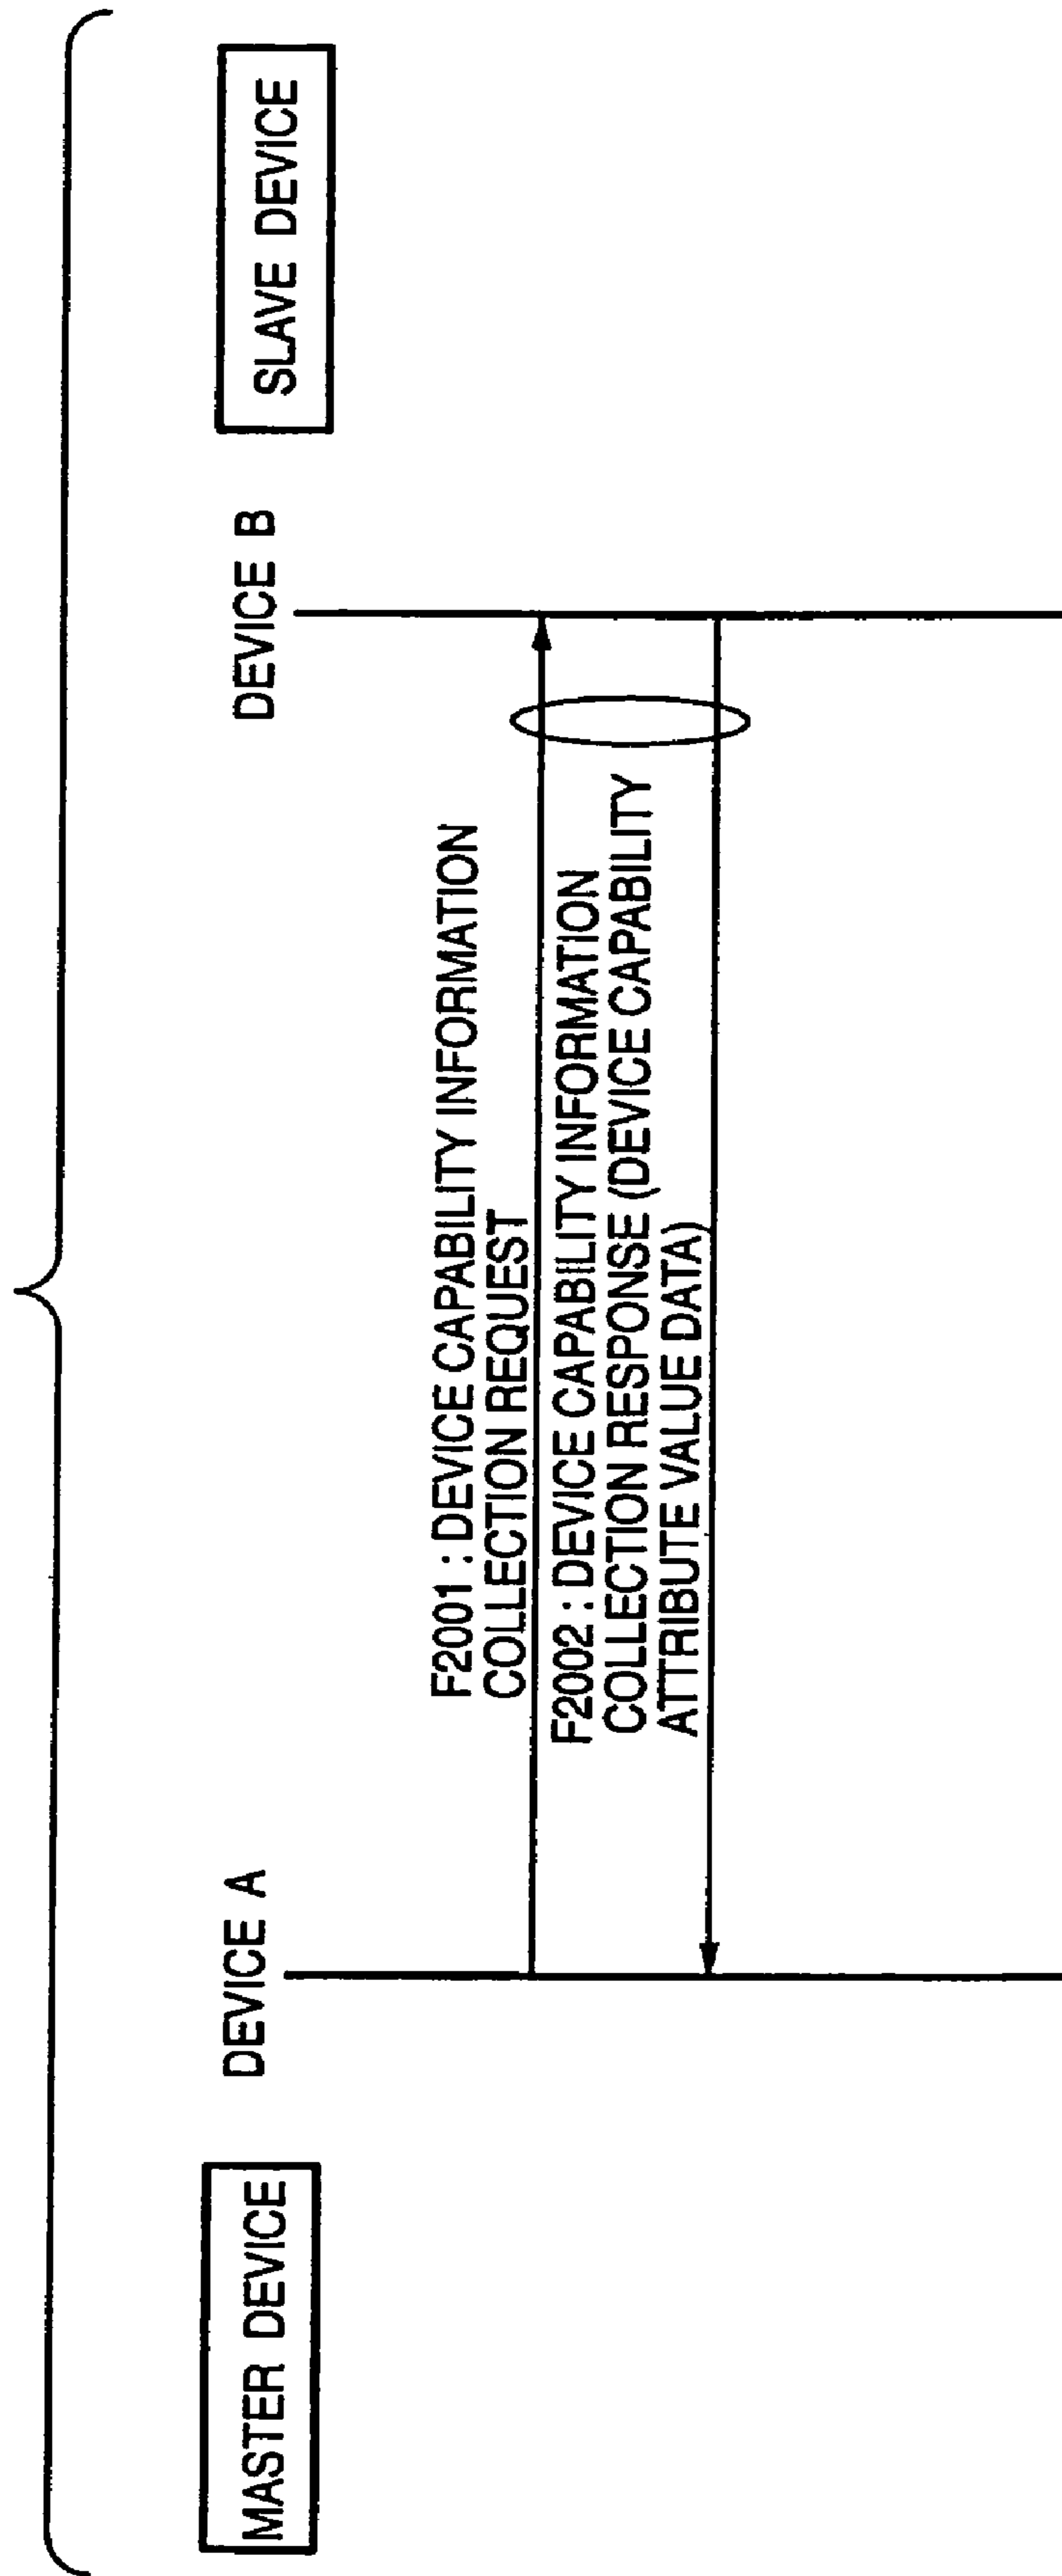 MASTER DEVICE
DEVICE A
DEVICE B
SLAVE DEVICE
F2001 : DEVICE CAPABILITY INFORMATION
COLLECTION REQUEST
F2002 : DEVICE CAPABILITY INFORMATION
COLLECTION RESPONSE (DEVICE CAPABILITY
ATTRIBUTE VALUE DATA)